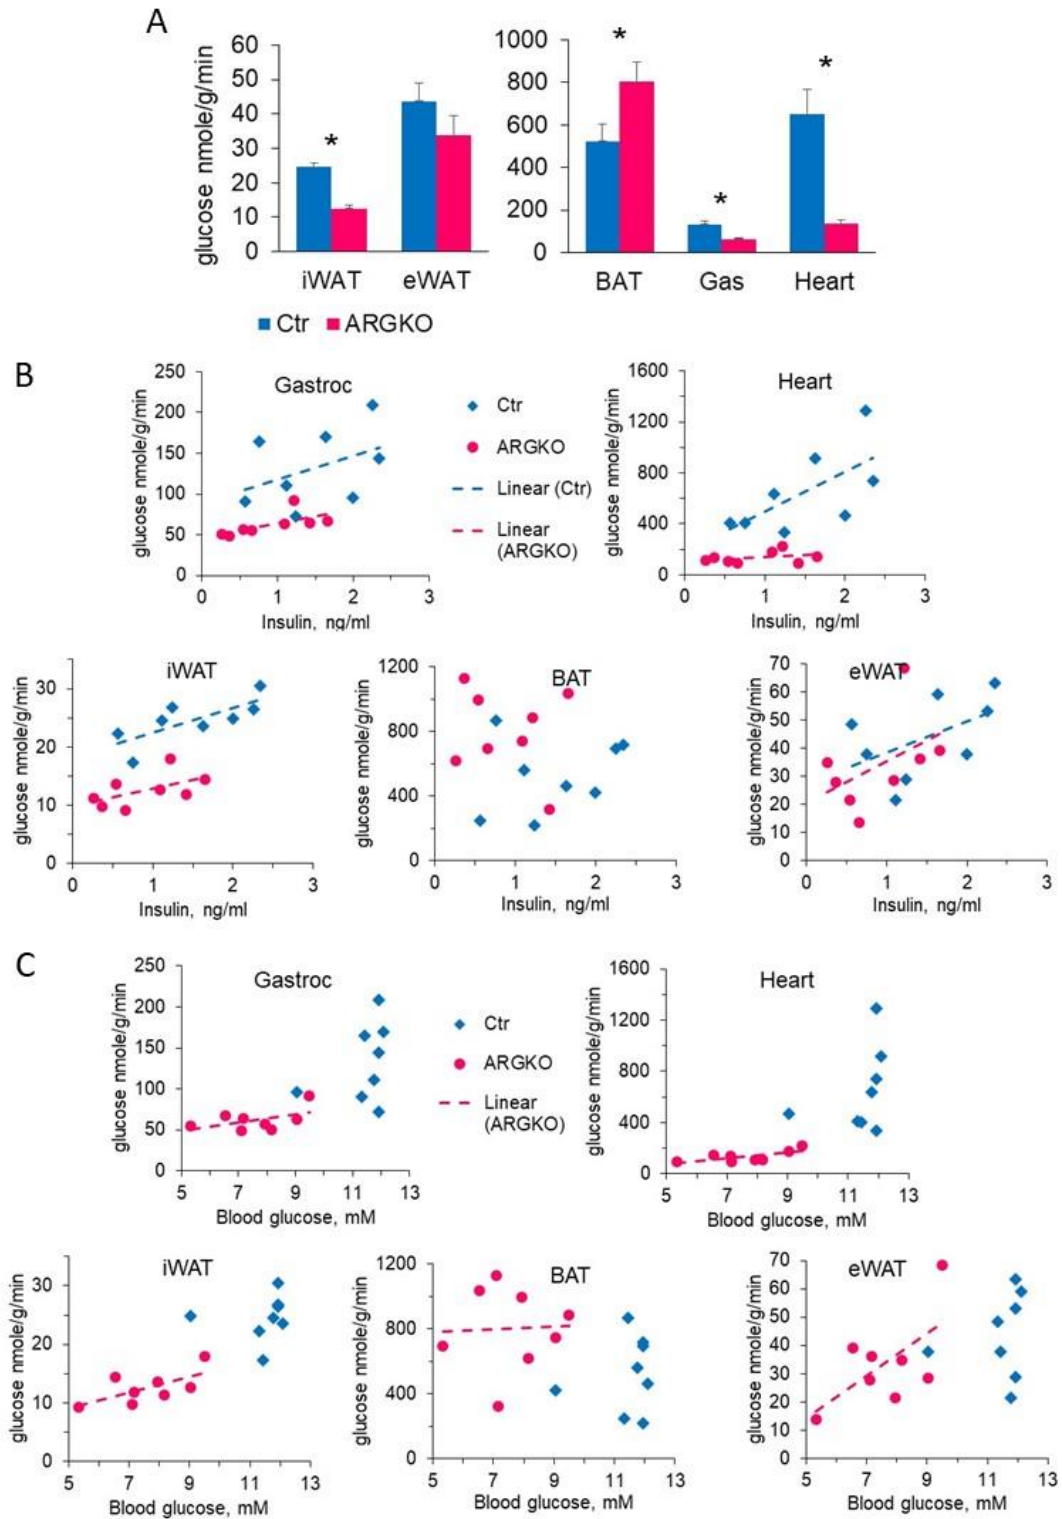 A
glucose nmole/g/min
60
50
40
30
20
10
0
*
iWAT eWAT
1000
800
600
400
200
0
* * *
BAT Gas Heart
Ctr ARGKO
B
glucose nmole/g/min
250
200
150
100
50
0
Gastroc
0 1 2 3
Insulin, ng/ml
Ctr
ARGKO
Linear (Ctr)
Linear
(ARGKO)
glucose nmole/g/min
1600
1200
800
400
0
Heart
0 1 2 3
Insulin, ng/ml
glucose nmole/g/min
30
20
10
0
iWAT
0 1 2 3
Insulin, ng/ml
glucose nmole/g/min
1200
800
400
0
BAT
0 1 2 3
Insulin, ng/ml
glucose nmole/g/min
70
60
50
40
30
20
10
0
eWAT
0 1 2 3
Insulin, ng/ml
C
glucose nmole/g/min
250
200
150
100
50
0
Gastroc
5 7 9 11 13
Blood glucose, mM
Ctr
ARGKO
Linear
(ARGKO)
glucose nmole/g/min
1600
1200
800
400
0
Heart
5 7 9 11 13
Blood glucose, mM
glucose nmole/g/min
30
20
10
0
iWAT
5 7 9 11 13
Blood glucose, mM
glucose nmole/g/min
1200
800
400
0
BAT
5 7 9 11 13
Blood glucose, mM
glucose nmole/g/min
70
60
50
40
30
20
10
0
eWAT
5 7 9 11 13
Blood glucose, mM